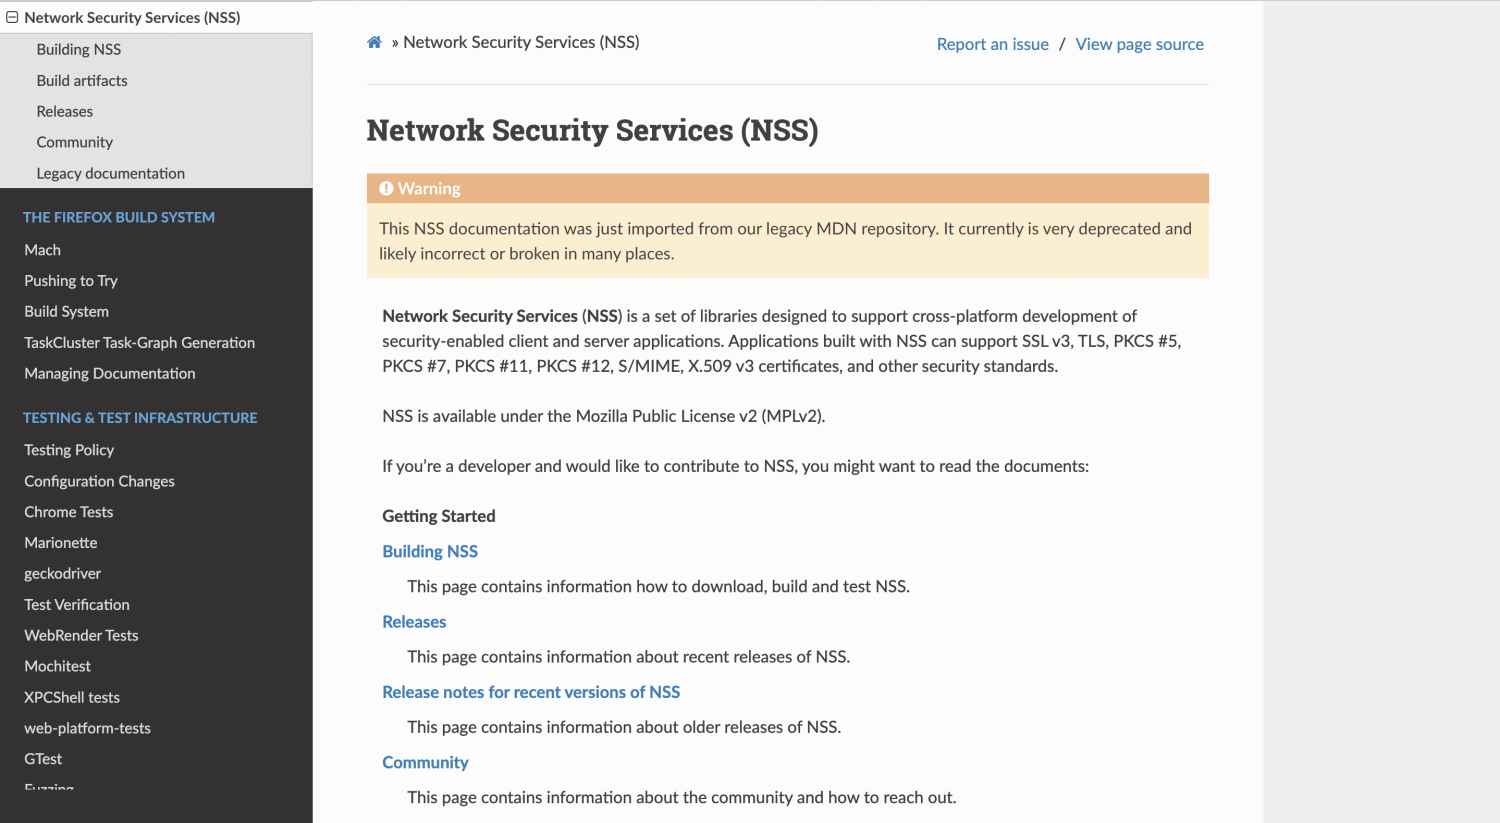 Network Security Services (NSS)
Building NSS
Build artifacts
Releases
Community
Legacy documentation
THE FIREFOX BUILD SYSTEM
Mach
Pushing to Try
Build System
TaskCluster Task-Graph Generation
Managing Documentation
TESTING & TEST INFRASTRUCTURE
Testing Policy
Configuration Changes
Chrome Tests
Marionette
geckodriver
Test Verification
WebRender Tests
Mochitest
XPCShell tests
web-platform-tests
GTest
Fuzzing
» Network Security Services (NSS)
Report an issue / View page source
Network Security Services (NSS)
Warning
This NSS documentation was just imported from our legacy MDN repository. It currently is very deprecated and
likely incorrect or broken in many places.
Network Security Services (NSS) is a set of libraries designed to support cross-platform development of
security-enabled client and server applications. Applications built with NSS can support SSL v3, TLS, PKCS #5,
PKCS #7, PKCS #11, PKCS #12, S/MIME, X.509 v3 certificates, and other security standards.
NSS is available under the Mozilla Public License v2 (MPLv2).
If you’re a developer and would like to contribute to NSS, you might want to read the documents:
Getting Started
Building NSS
This page contains information how to download, build and test NSS.
Releases
This page contains information about recent releases of NSS.
Release notes for recent versions of NSS
This page contains information about older releases of NSS.
Community
This page contains information about the community and how to reach out.